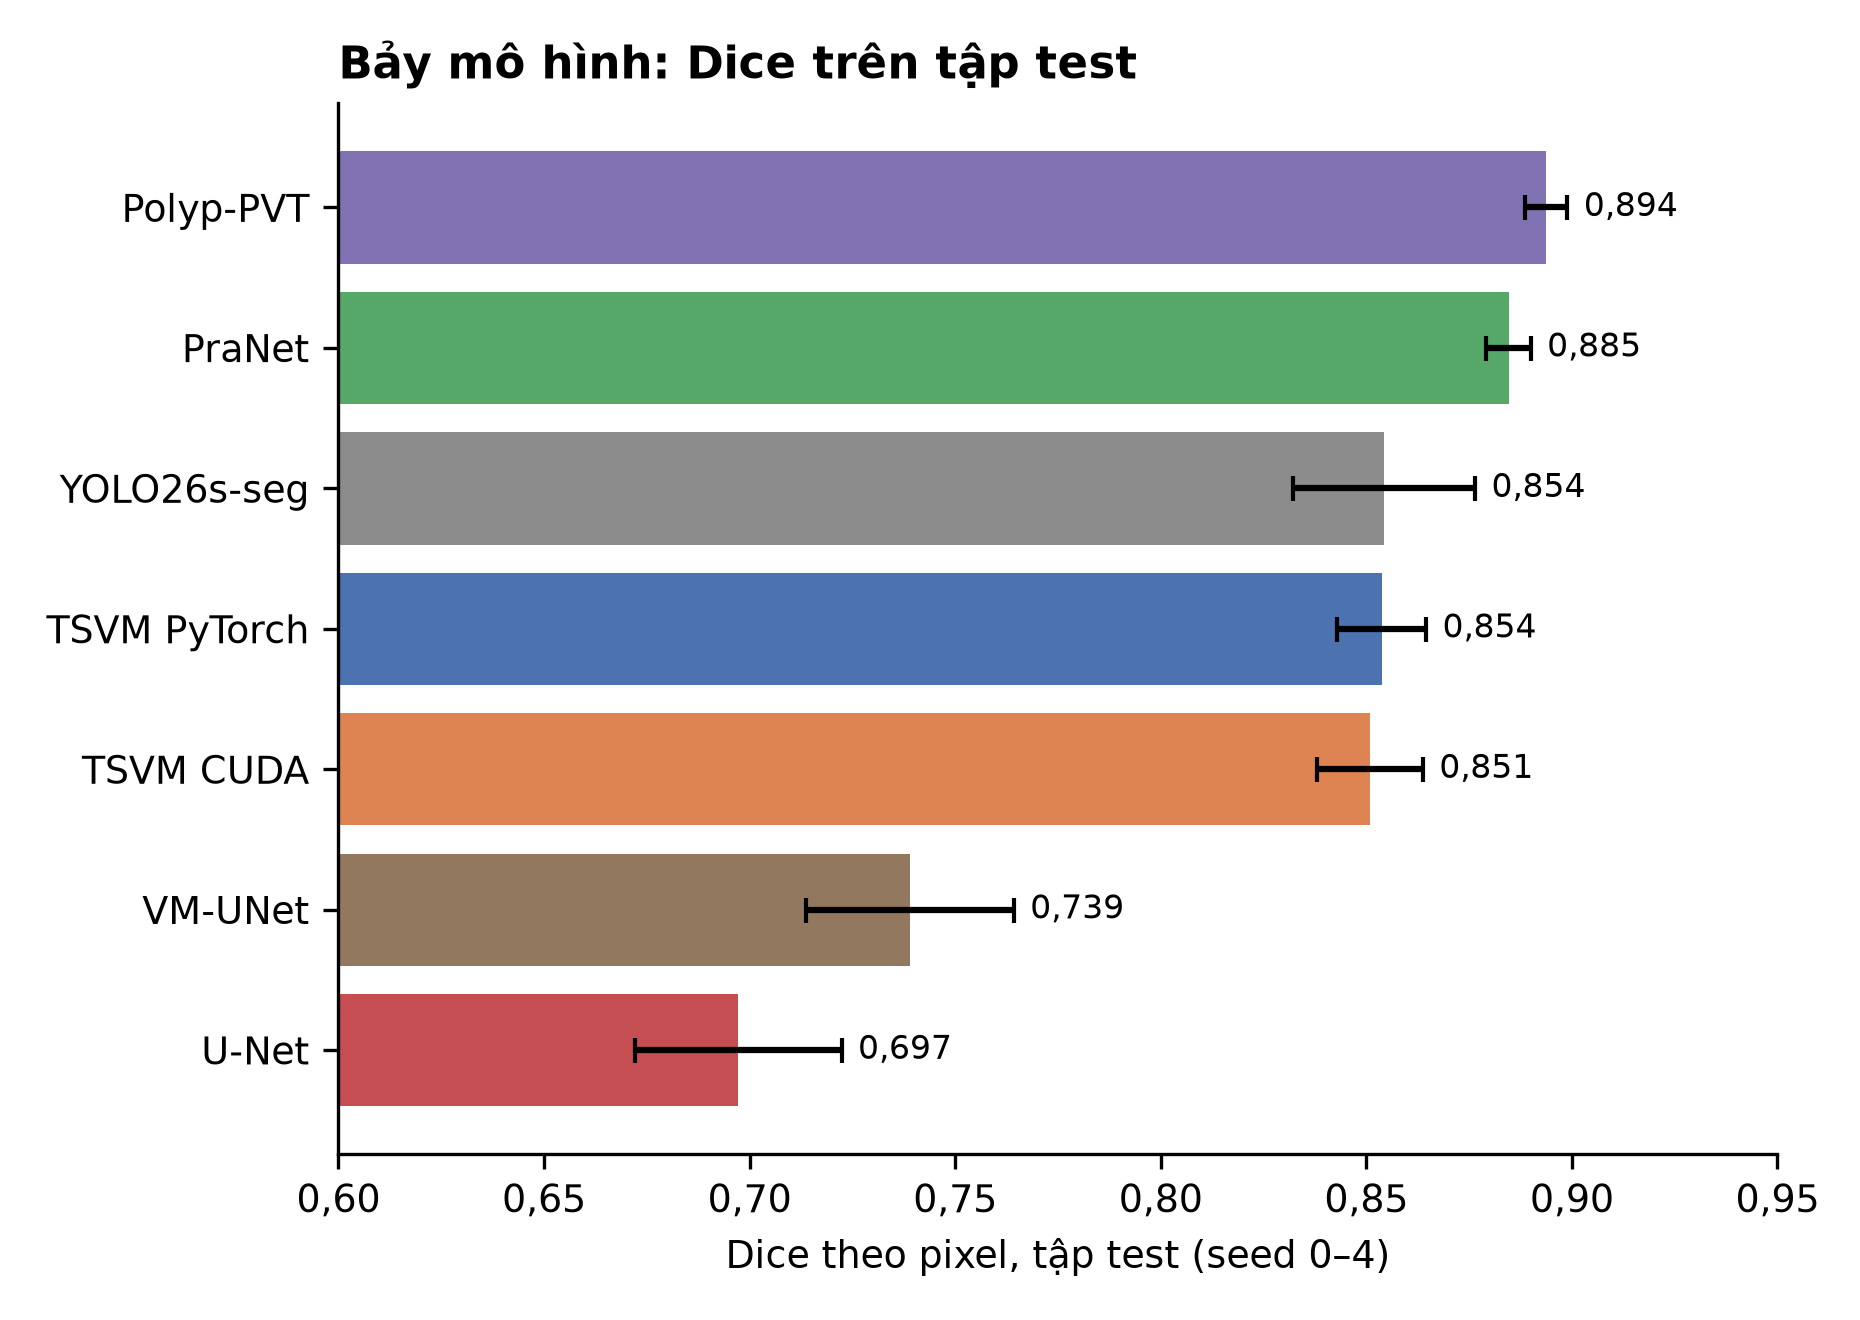 Bảy mô hình: Dice trên tập test
Polyp-PVT
0,894
PraNet
0,885
YOLO26s-seg
0,854
TSVM PyTorch
0,854
TSVM CUDA
0,851
VM-UNet
0,739
U-Net
0,697
0,60 0,65 0,70 0,75 0,80 0,85 0,90 0,95
Dice theo pixel, tập test (seed 0–4)